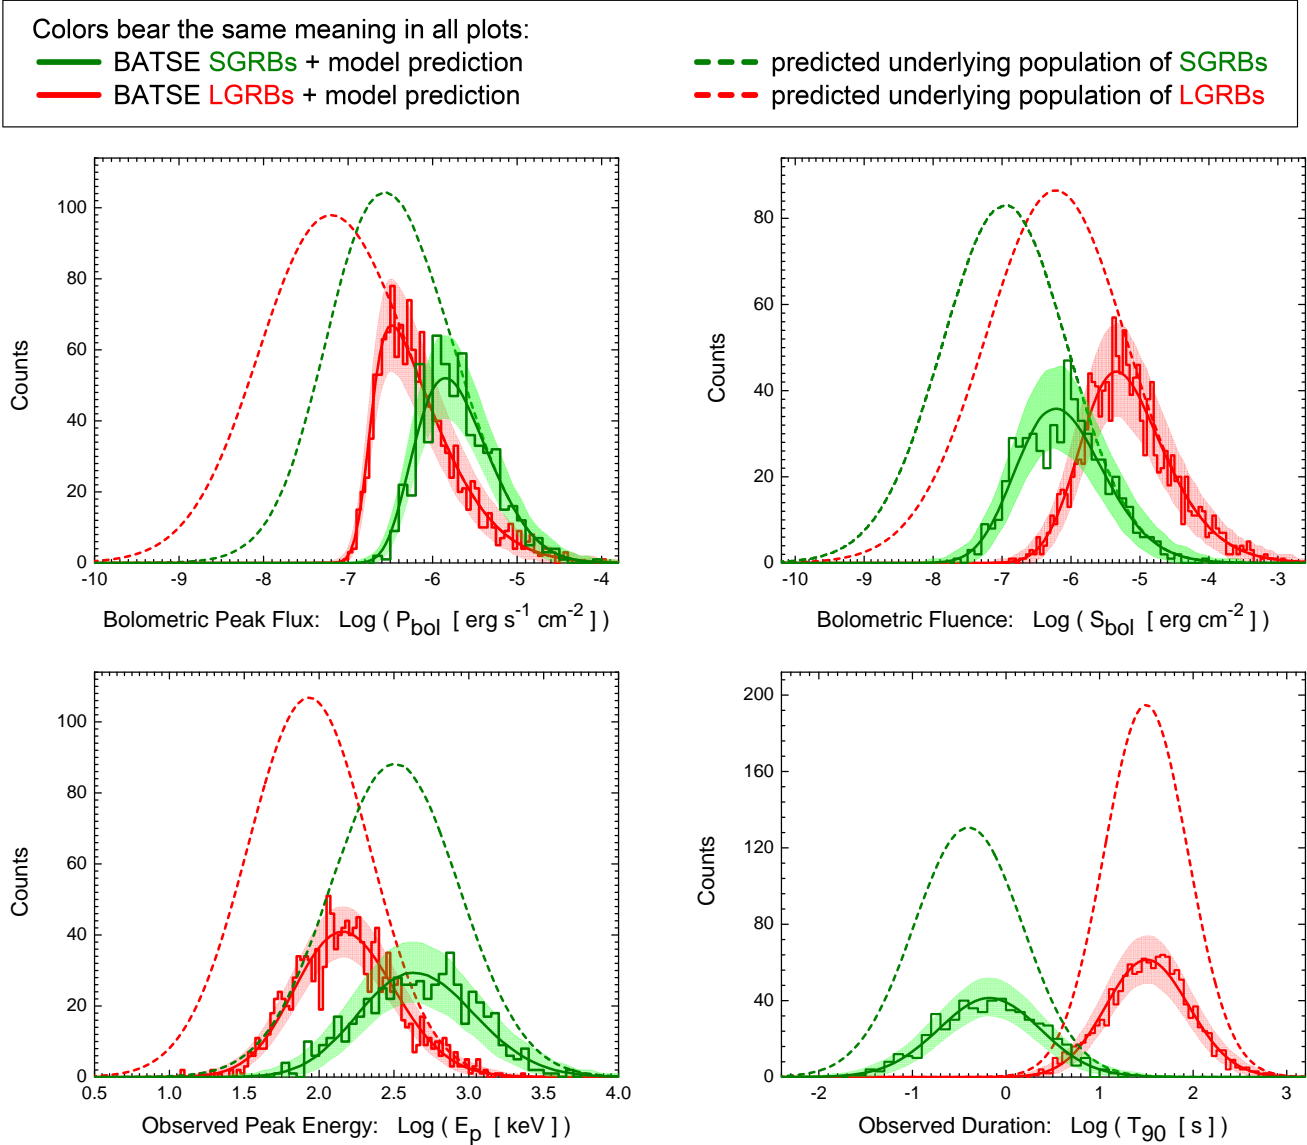 Colors bear the same meaning in all plots:
BATSE SGRBs + model prediction
predicted underlying population of SGRBs
BATSE LGRBs + model prediction
predicted underlying population of LGRBs
100
80
60
40
20
0
Counts
-10 -9 -8 -7 -6 -5 -4
Bolometric Peak Flux: Log ( P_bol [ erg s^-1 cm^-2 ] )
80
60
40
20
0
Counts
-10 -9 -8 -7 -6 -5 -4 -3
Bolometric Fluence: Log ( S_bol [ erg cm^-2 ] )
100
80
60
40
20
0
Counts
0.5 1.0 1.5 2.0 2.5 3.0 3.5 4.0
Observed Peak Energy: Log ( E_p [ keV ] )
200
160
120
80
40
0
Counts
-2 -1 0 1 2 3
Observed Duration: Log ( T_90 [ s ] )